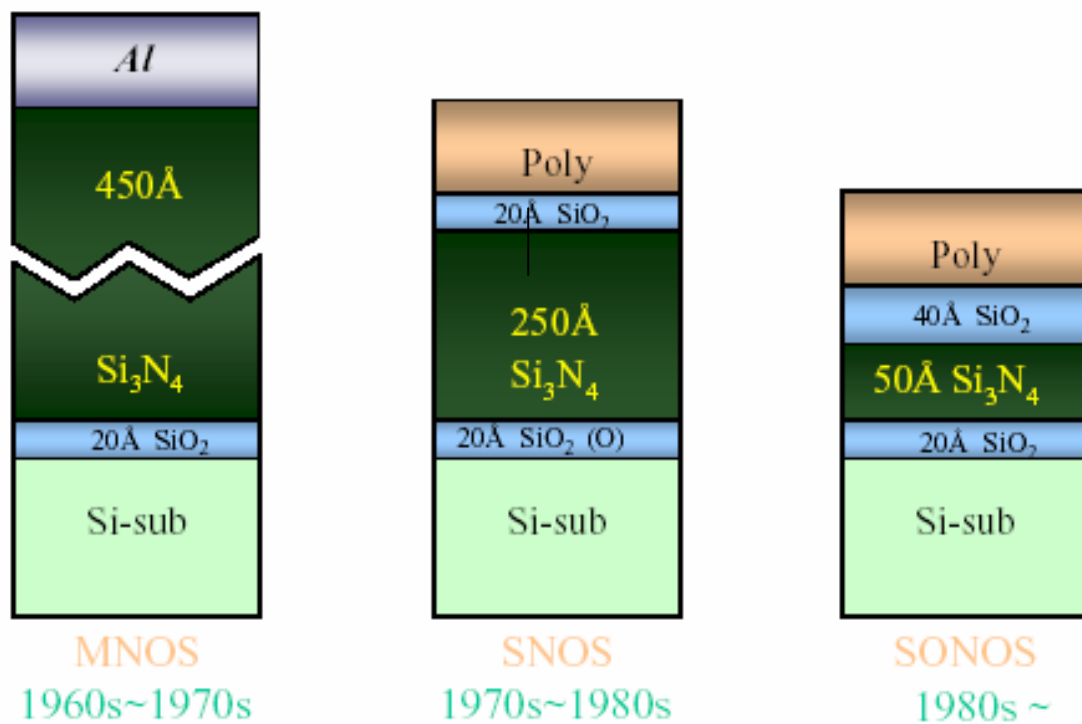 Al
450Å
Si₃N₄
20Å SiO₂
Si-sub
MNOS
1960s~1970s
Poly
20Å SiO₂
250Å
Si₃N₄
20Å SiO₂ (O)
Si-sub
SNOS
1970s~1980s
Poly
40Å SiO₂
50Å Si₃N₄
20Å SiO₂
Si-sub
SONOS
1980s ~